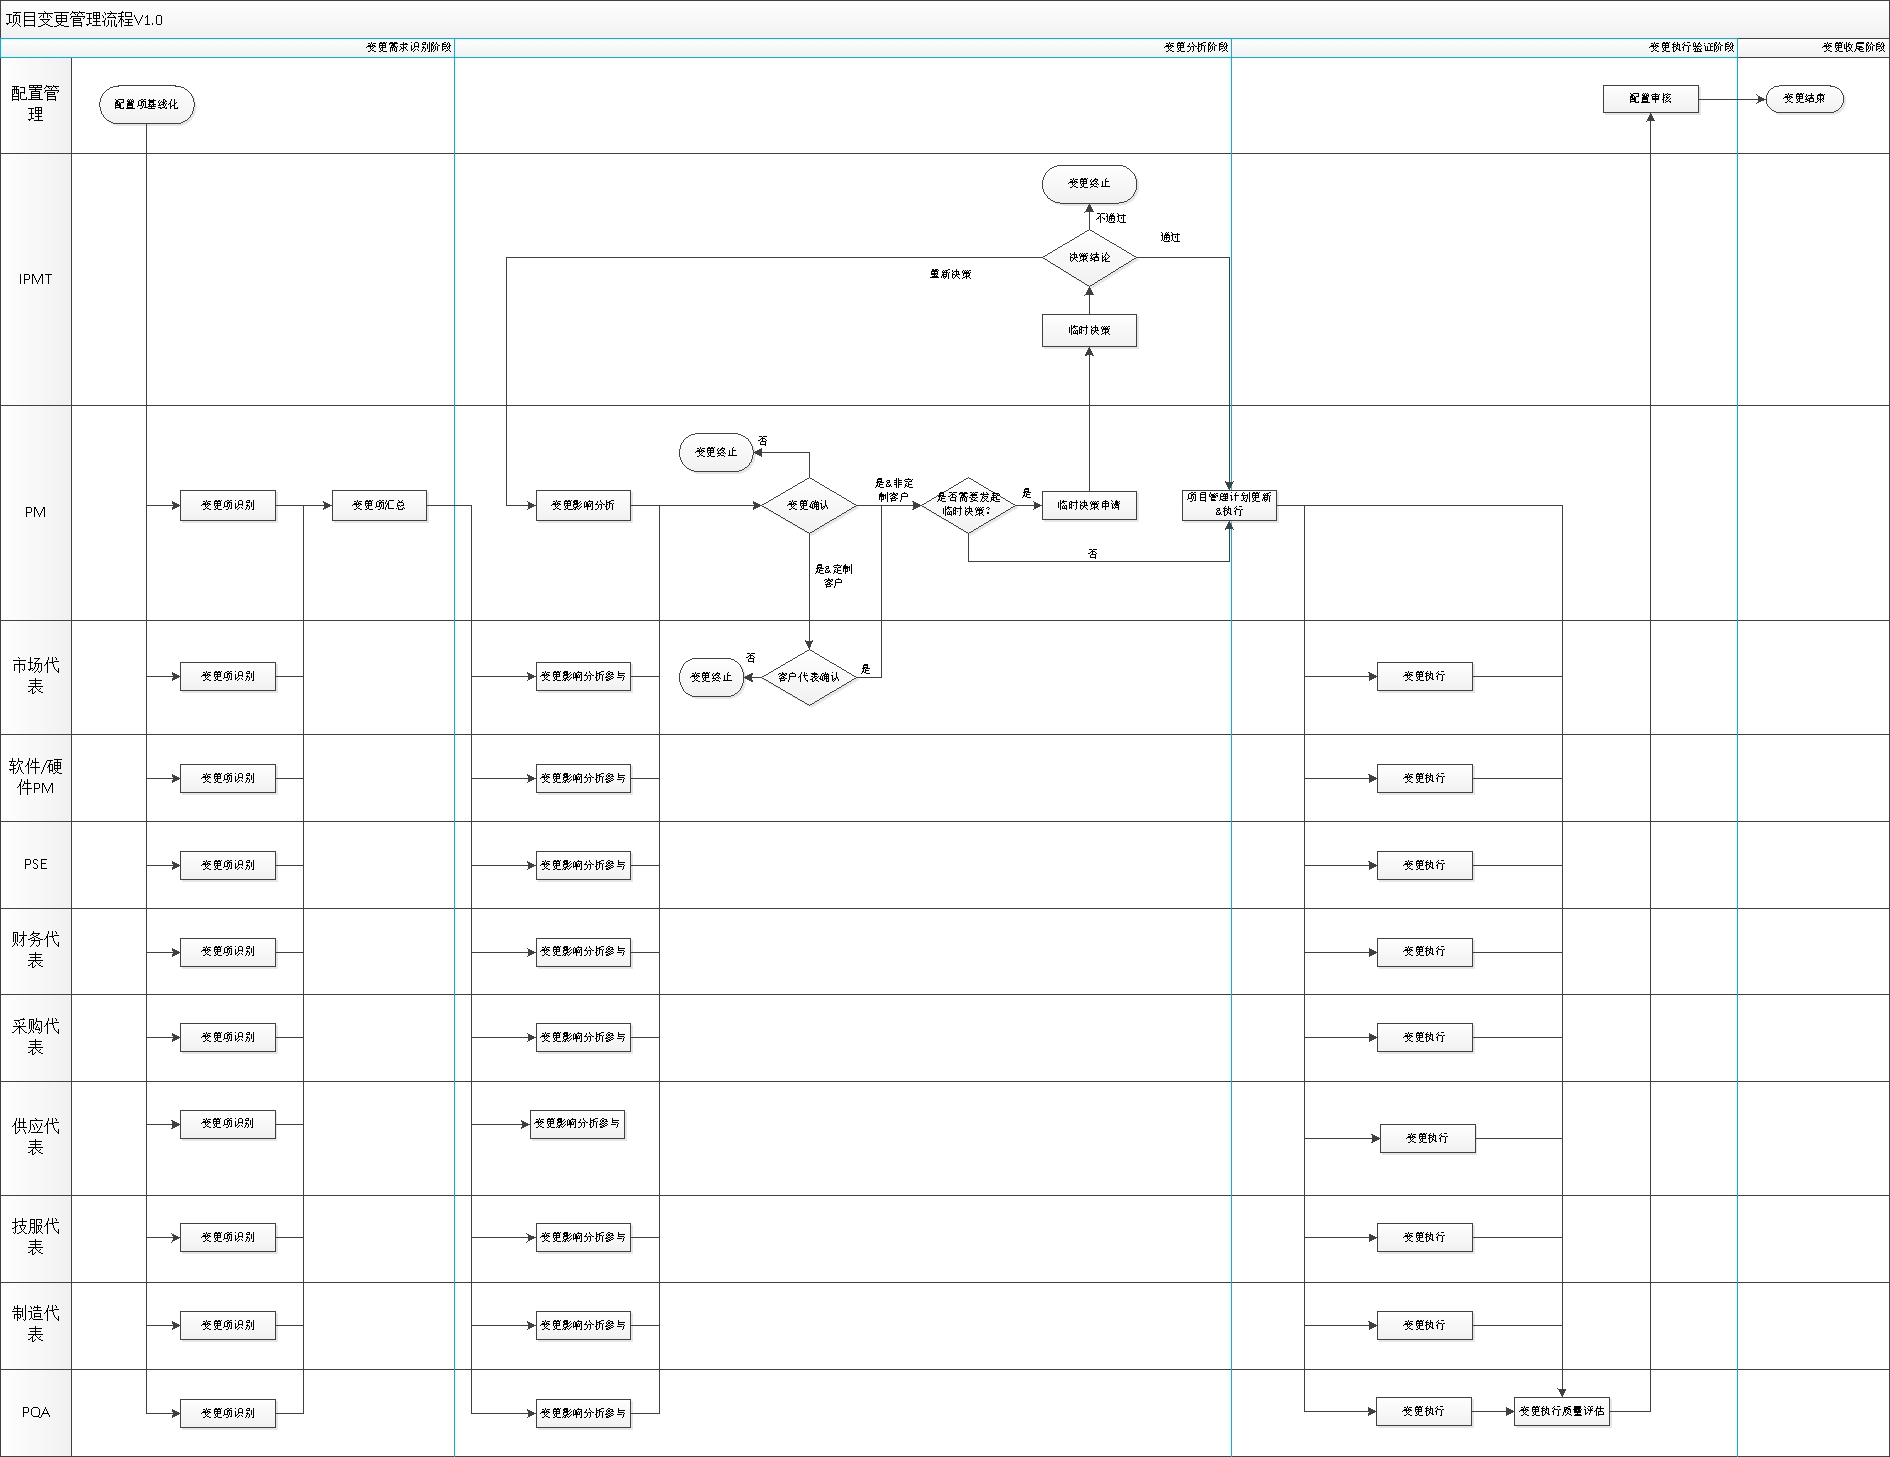 项目变更管理流程V1.0
变更需求识别阶段
变更分析阶段
变更执行验证阶段
变更收尾阶段
配置管
理
配置项基线化
配置审核
变更结束
IPMT
变更终止
不通过
通过
决策结论
重新决策
临时决策
PM
变更终止
否
变更项识别
变更项汇总
变更影响分析
变更确认
是&非定
制客户
是否需要发起
临时决策？
是
临时决策申请
项目管理计划更新
&执行
否
是&定制
客户
市场代
表
变更项识别
变更影响分析参与
变更终止
否
客户代表确认
是
变更执行
软件/硬
件PM
变更项识别
变更影响分析参与
变更执行
PSE
变更项识别
变更影响分析参与
变更执行
财务代
表
变更项识别
变更影响分析参与
变更执行
采购代
表
变更项识别
变更影响分析参与
变更执行
供应代
表
变更项识别
变更影响分析参与
变更执行
技服代
表
变更项识别
变更影响分析参与
变更执行
制造代
表
变更项识别
变更影响分析参与
变更执行
PQA
变更项识别
变更影响分析参与
变更执行
变更执行质量评估